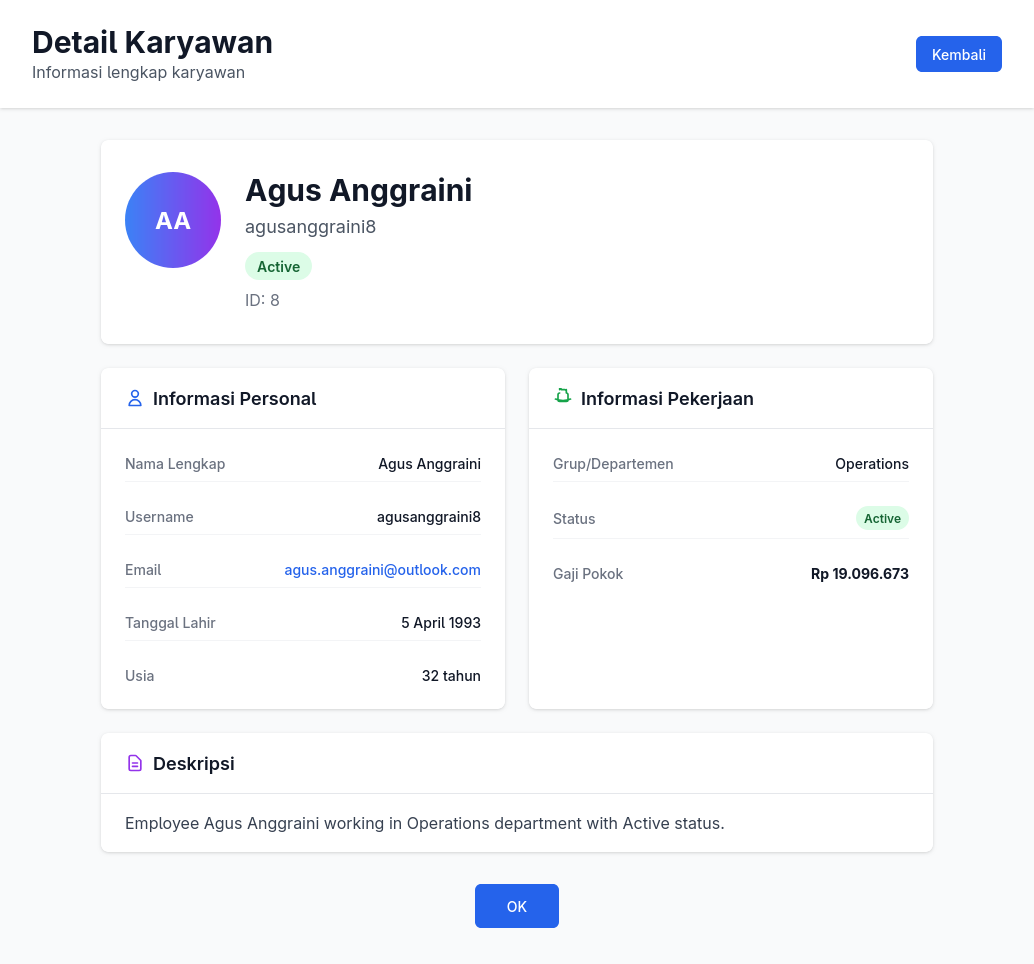 Detail Karyawan
Informasi lengkap karyawan
Kembali
AA
Agus Anggraini
agusanggraini8
Active
ID: 8
Informasi Personal
Nama Lengkap Agus Anggraini
Username agusanggraini8
Email agus.anggraini@outlook.com
Tanggal Lahir 5 April 1993
Usia 32 tahun
Informasi Pekerjaan
Grup/Departemen Operations
Status Active
Gaji Pokok Rp 19.096.673
Deskripsi
Employee Agus Anggraini working in Operations department with Active status.
OK